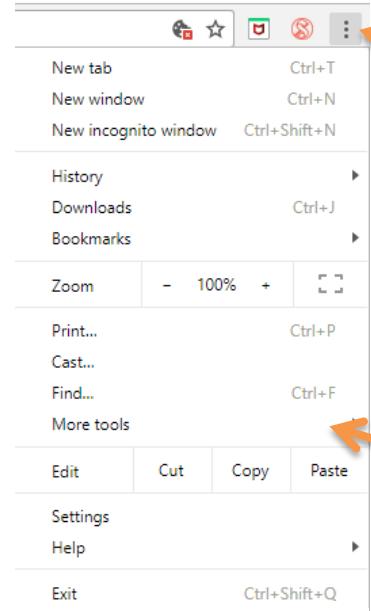 New tab Ctrl+T
New window Ctrl+N
New incognito window Ctrl+Shift+N
History
Downloads Ctrl+J
Bookmarks
Zoom - 100% +
Print... Ctrl+P
Cast...
Find... Ctrl+F
More tools
Edit Cut Copy Paste
Settings
Help
Exit Ctrl+Shift+Q